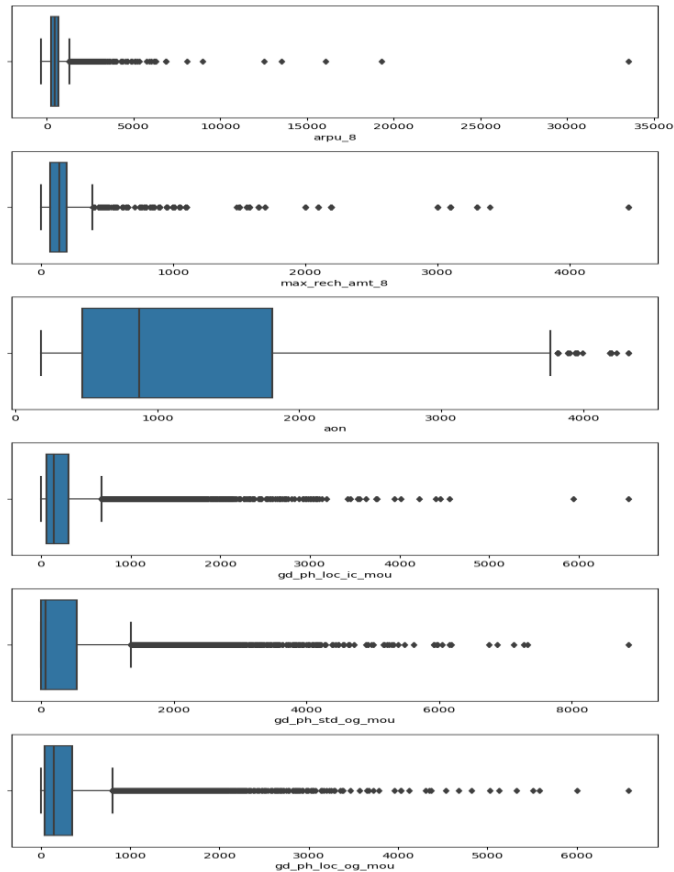 0 5000 10000 15000 20000 25000 30000 35000
arpu_8
0 1000 2000 3000 4000
max_rech_amt_8
0 1000 2000 3000 4000
aon
0 1000 2000 3000 4000 5000 6000
gd_ph_loc_ic_mou
0 2000 4000 6000 8000
gd_ph_std_og_mou
0 1000 2000 3000 4000 5000 6000
gd_ph_loc_og_mou